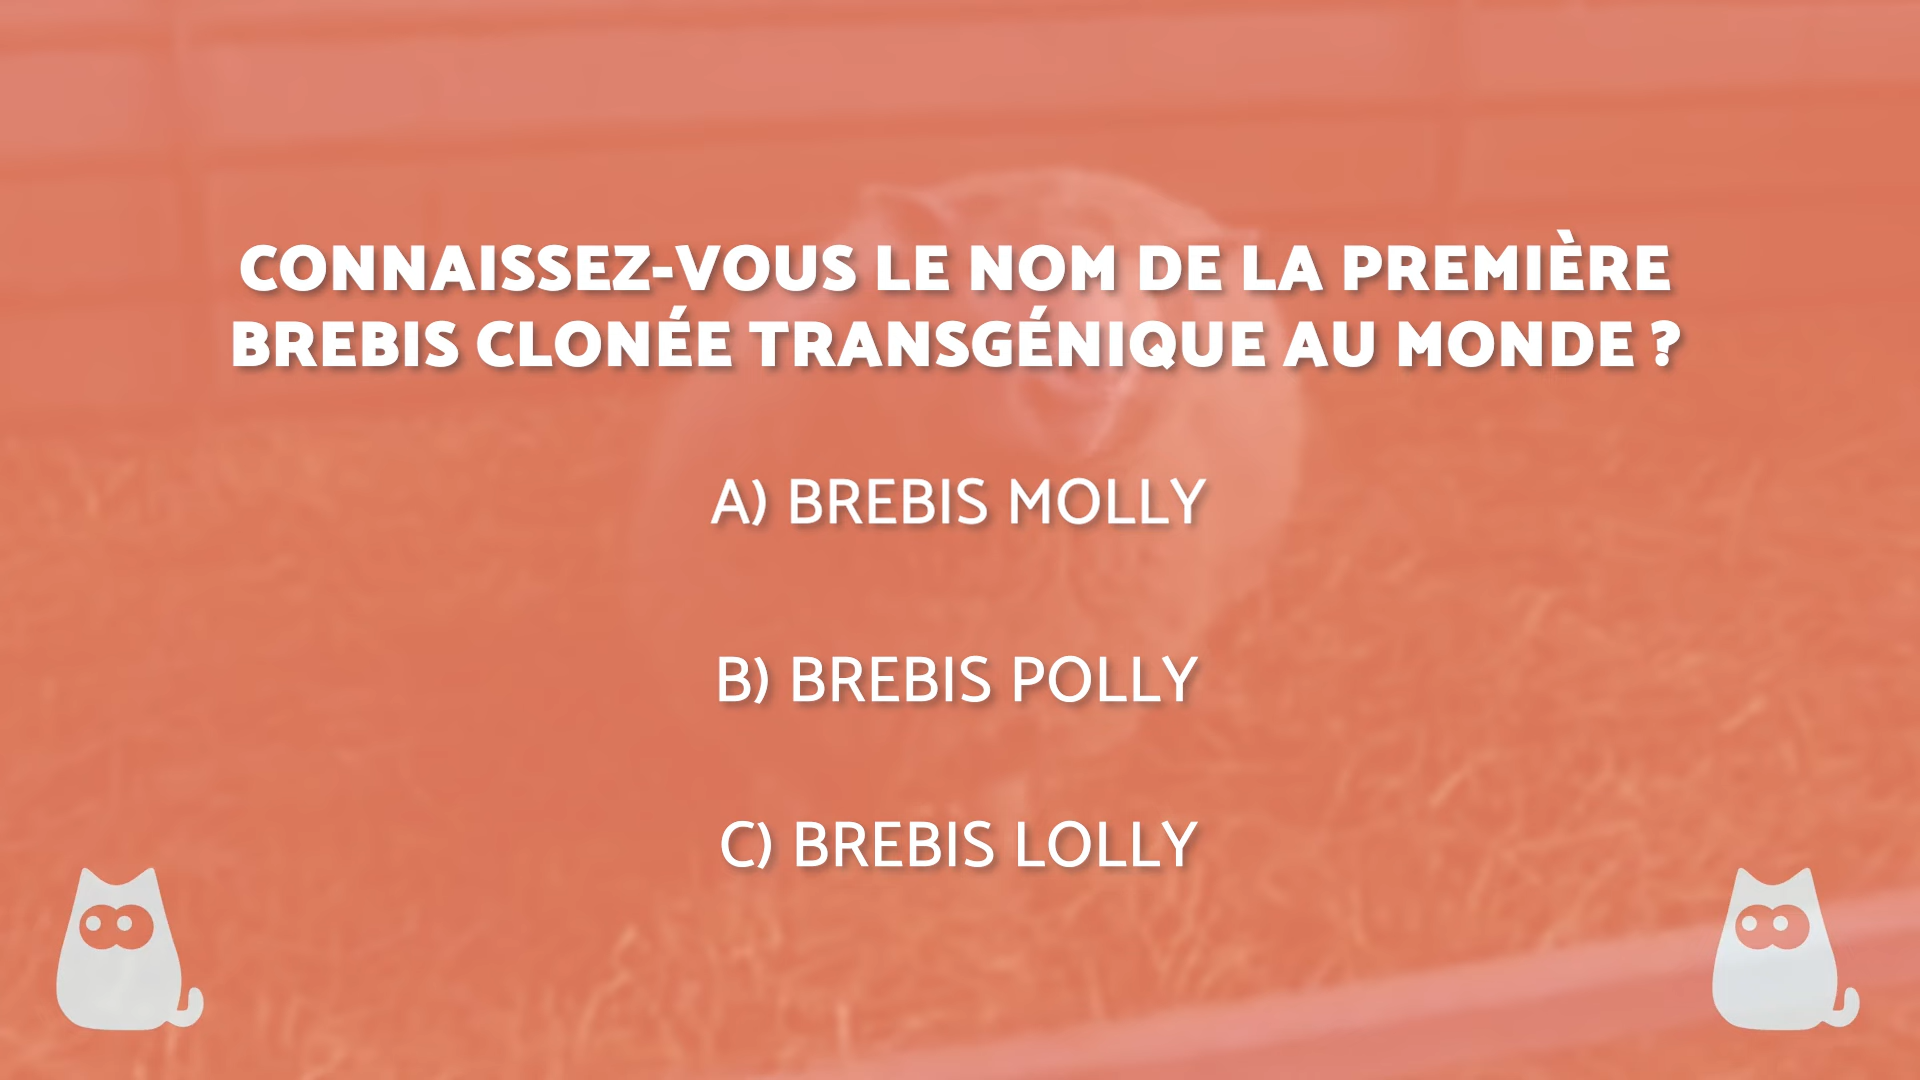 CONNAISSEZ-VOUS LE NOM DE LA PREMIÈRE
BREBIS CLONÉE TRANSGÉNIQUE AU MONDE ?
A) BREBIS MOLLY
B) BREBIS POLLY
C) BREBIS LOLLY